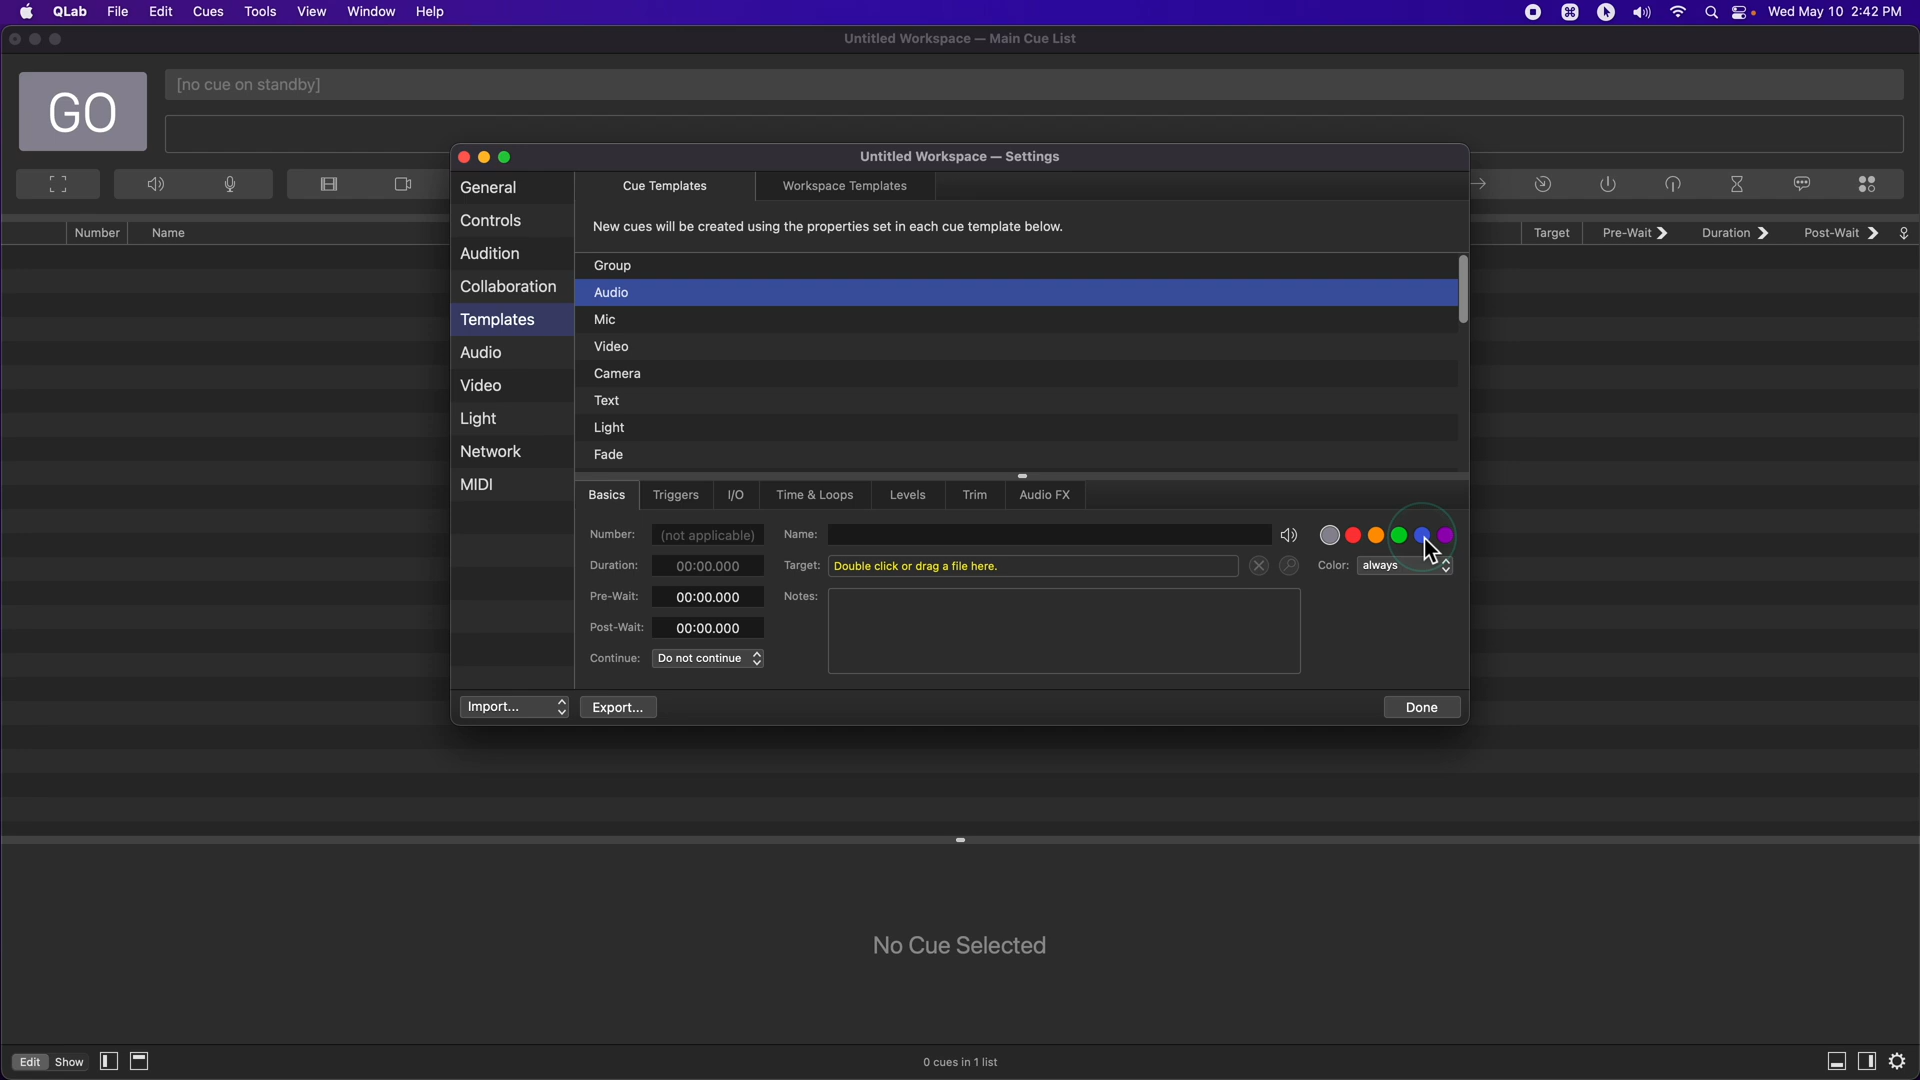 QLab File Edit Cues Tools View Window Help Wed May 10 2:42 PM
Untitled Workspace — Main Cue List
GO
[no cue on standby]
Untitled Workspace — Settings
Number Name
Target Pre-Wait Duration Post-Wait
General
Controls
Audition
Collaboration
Templates
Audio
Video
Light
Network
MIDI
Cue Templates Workspace Templates
New cues will be created using the properties set in each cue template below.
Group
Audio
Mic
Video
Camera
Text
Light
Fade
Basics Triggers I/O Time & Loops Levels Trim Audio FX
Number: (not applicable) Name:
Duration: 00:00.000 Target: Double click or drag a file here. Color: always
Pre-Wait: 00:00.000 Notes:
Post-Wait: 00:00.000
Continue: Do not continue
Import... Export... Done
No Cue Selected
Edit Show 0 cues in 1 list